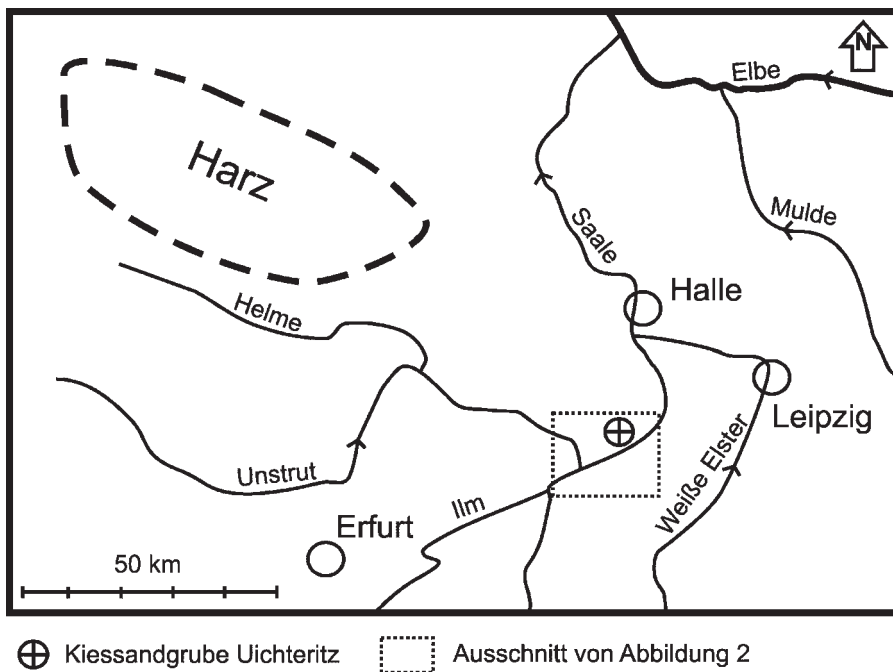 N
Elbe
Harz
Mulde
Saale
Halle
Helme
Leipzig
Unstrut
Weiße Elster
Ilm
Erfurt
50 km
Kiessandgrube Uichteritz
Ausschnitt von Abbildung 2